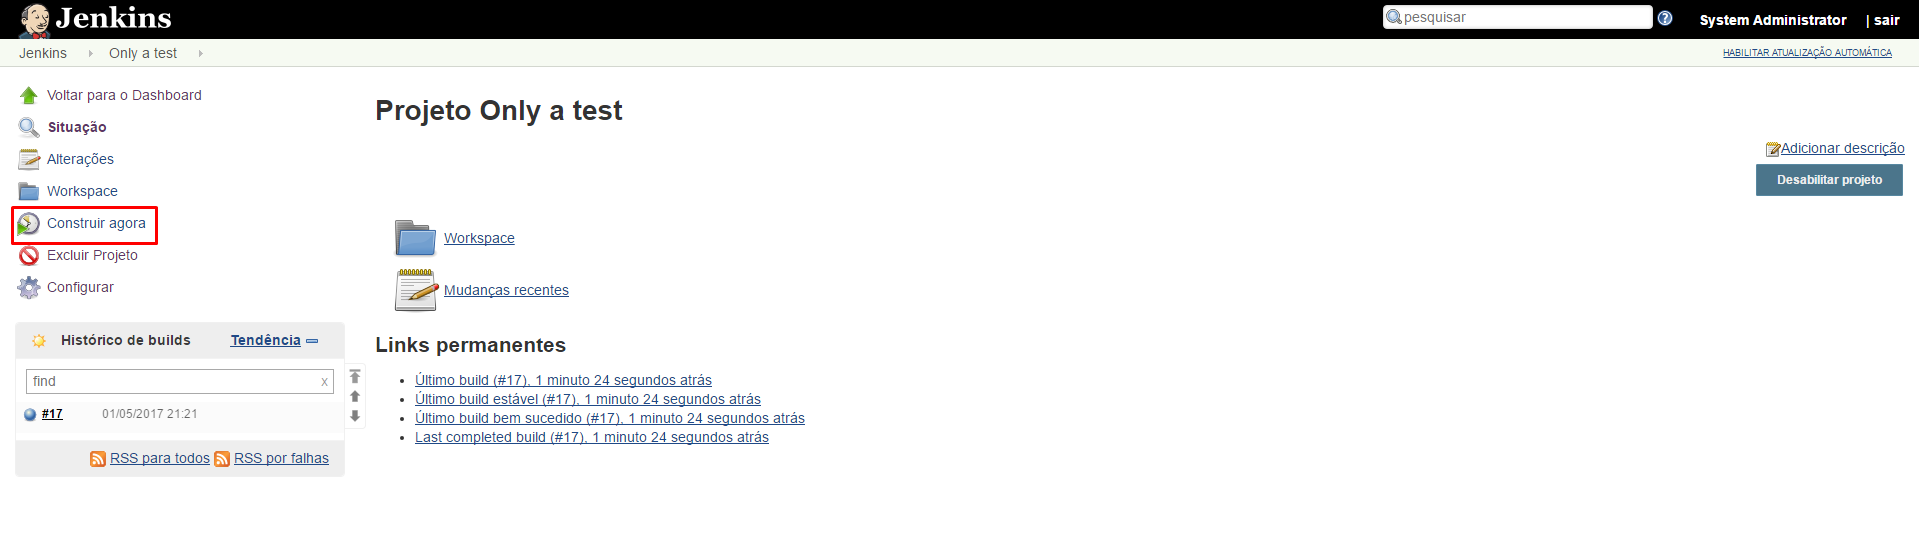 Jenkins
pesquisar
System Administrator | sair
Jenkins Only a test
HABILITAR ATUALIZAÇÃO AUTOMÁTICA
Voltar para o Dashboard
Situação
Alterações
Workspace
Construir agora
Excluir Projeto
Configurar
Histórico de builds Tendência
find x
#17 01/05/2017 21:21
RSS para todos RSS por falhas
Projeto Only a test
Adicionar descrição
Desabilitar projeto
Workspace
Mudanças recentes
Links permanentes
Último build (#17), 1 minuto 24 segundos atrás
Último build estável (#17), 1 minuto 24 segundos atrás
Último build bem sucedido (#17), 1 minuto 24 segundos atrás
Last completed build (#17), 1 minuto 24 segundos atrás